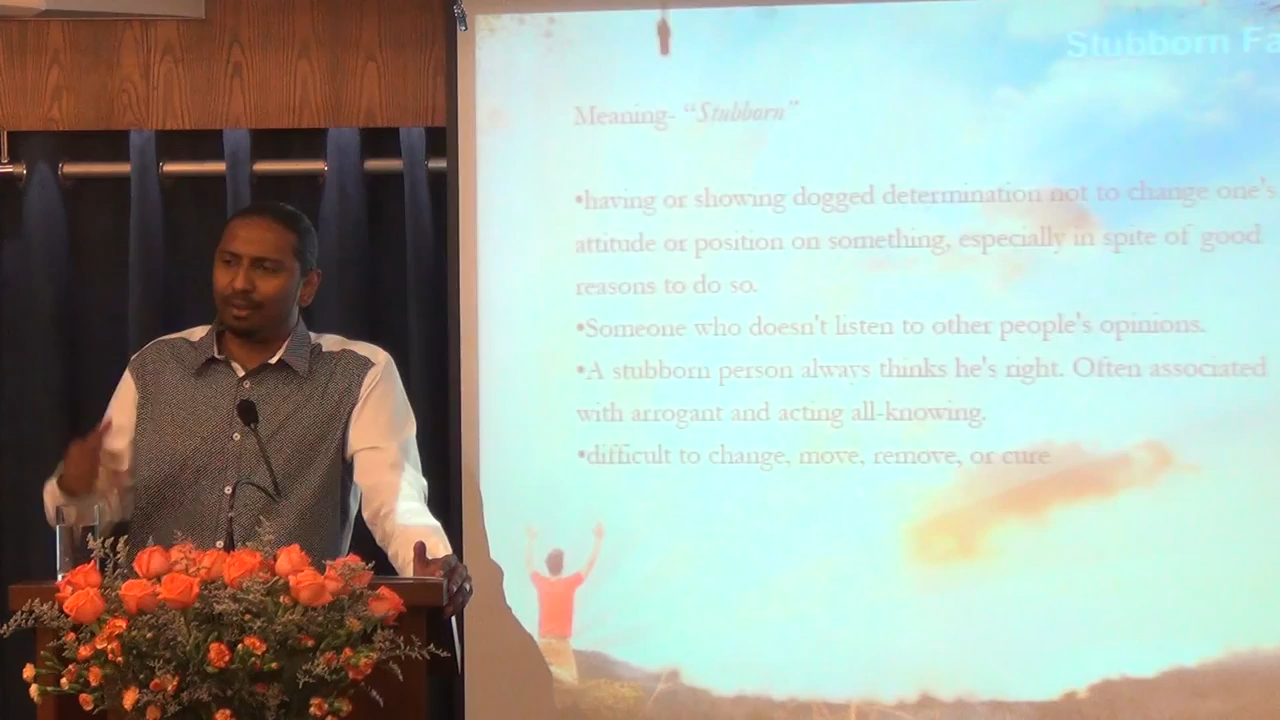 Stubborn Fa
Meaning- “Stubborn”
•having or showing dogged determination not to change one's
attitude or position on something, especially in spite of good
reasons to do so.
•Someone who doesn't listen to other people's opinions.
•A stubborn person always thinks he's right. Often associated
with arrogant and acting all-knowing.
•difficult to change, move, remove, or cure